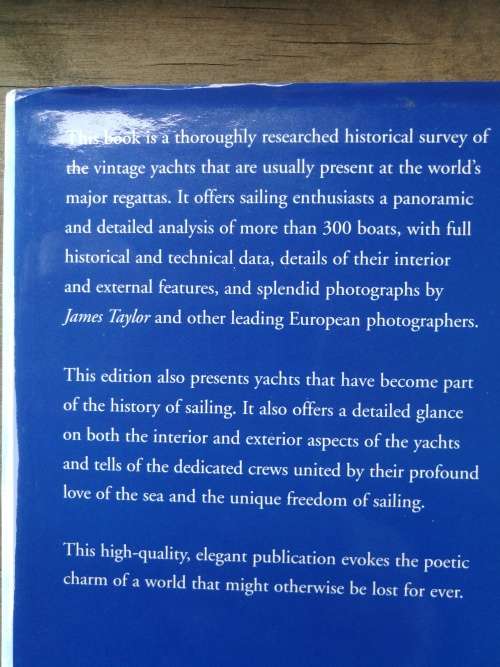 This book is a thoroughly researched historical survey of
the vintage yachts that are usually present at the world's
major regattas. It offers sailing enthusiasts a panoramic
and detailed analysis of more than 300 boats, with full
historical and technical data, details of their interior
and external features, and splendid photographs by
James Taylor and other leading European photographers.
This edition also presents yachts that have become part
of the history of sailing. It also offers a detailed glance
on both the interior and exterior aspects of the yachts
and tells of the dedicated crews united by their profound
love of the sea and the unique freedom of sailing.
This high-quality, elegant publication evokes the poetic
charm of a world that might otherwise be lost for ever.